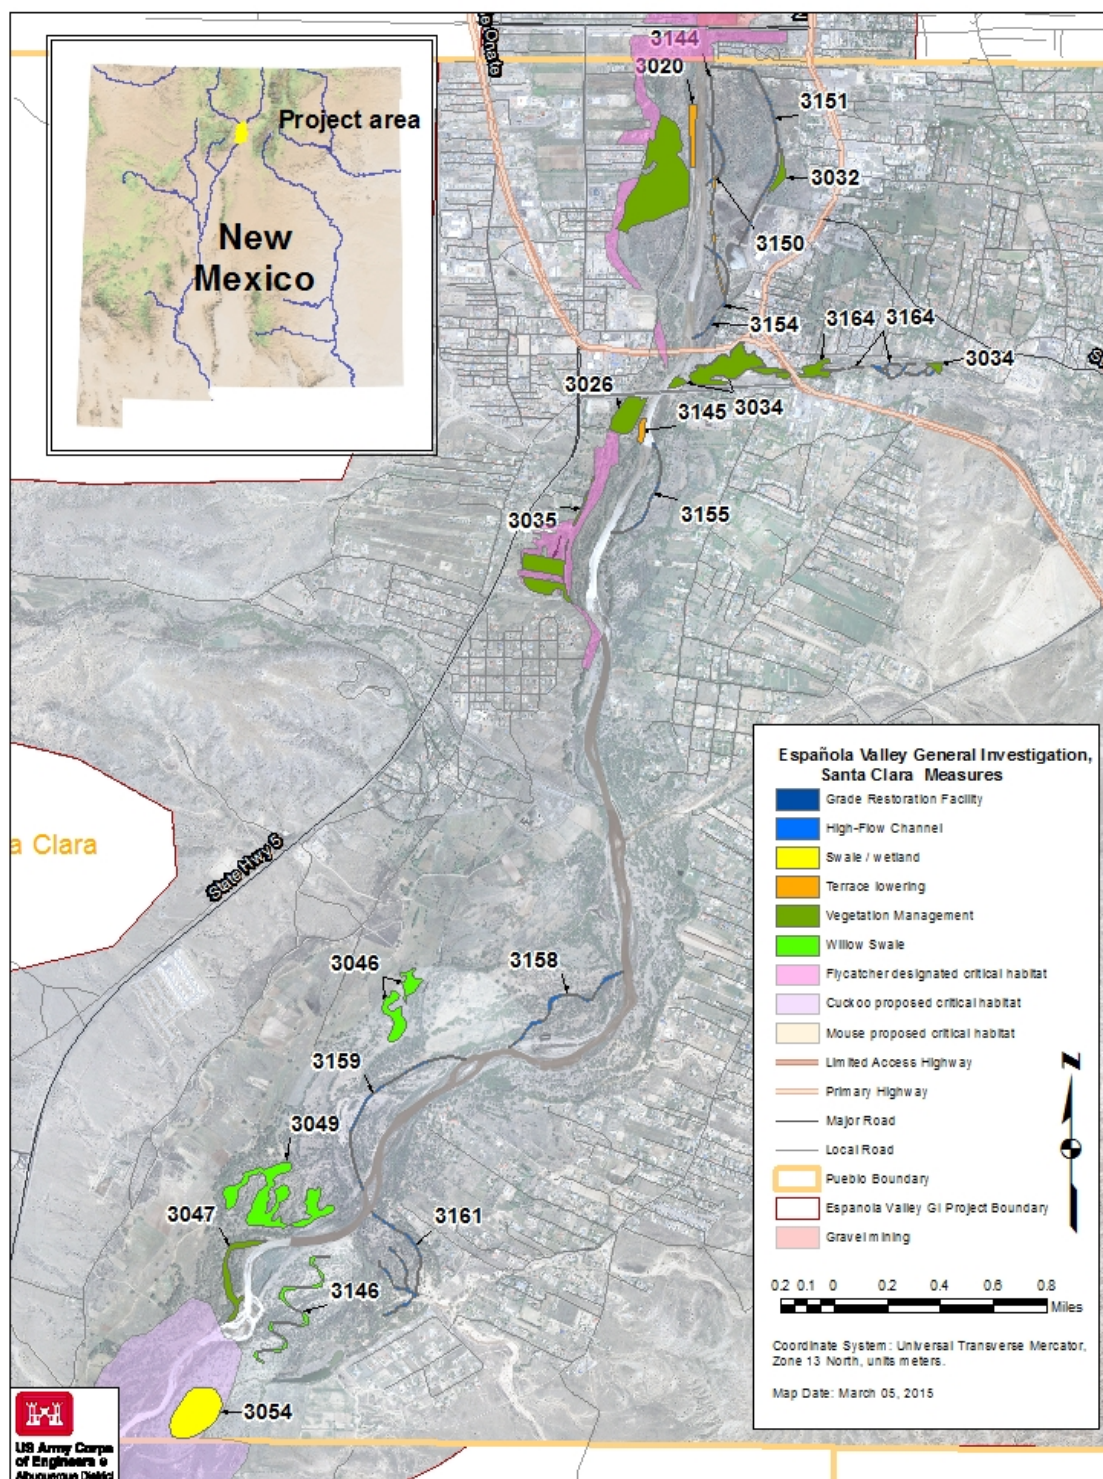 Project area
New
Mexico
3144
3020
3151
3032
3150
3154
3164
3164
3034
3026
3145
3034
3155
3035
a Clara
State Hwy 5
3046
3158
3159
3049
3047
3161
3146
3054
Española Valley General Investigation,
Santa Clara Measures
Grade Restoration Facility
High-Flow Channel
Swale / wetland
Terrace lowering
Vegetation Management
Willow Swale
Flycatcher designated critical habitat
Cuckoo proposed critical habitat
Mouse proposed critical habitat
Limited Access Highway
Primary Highway
Major Road
Local Road
Pueblo Boundary
Espanola Valley GI Project Boundary
Gravel mining
N
0.2 0.1 0 0.2 0.4 0.6 0.8
Miles
Coordinate System: Universal Transverse Mercator,
Zone 13 North, units meters.
Map Date: March 05, 2015
US Army Corps
of Engineers ®
Albuquerque District